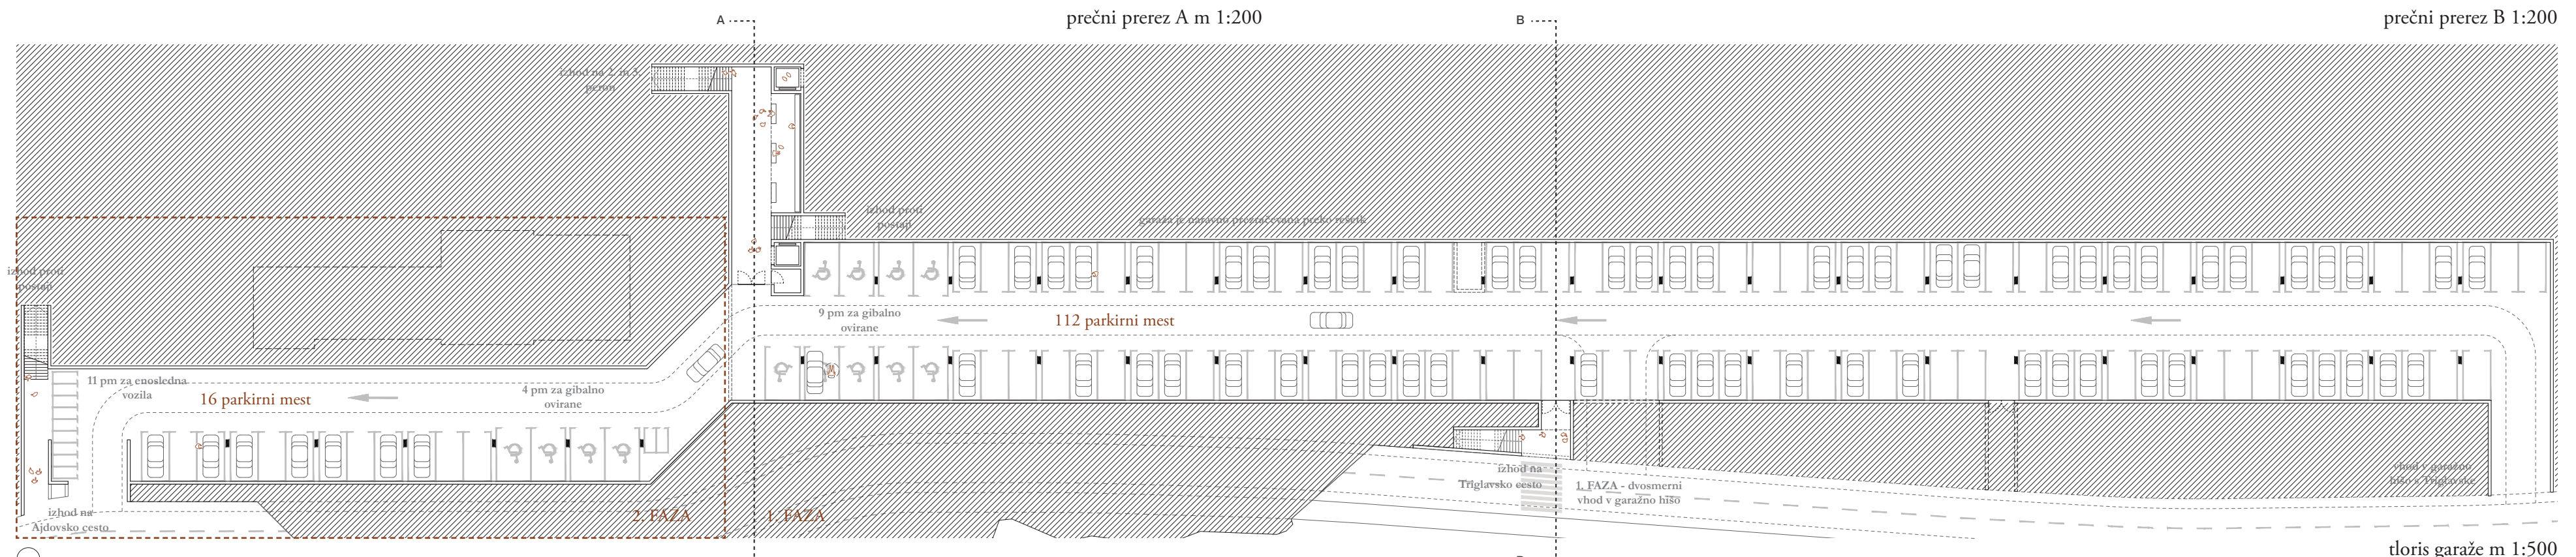 A
prečni prerez A m 1:200
B
prečni prerez B 1:200
izhod na 2. in 3.
peron
izhod proti
postaji
garaža je naravno prezračevana preko rešetk
izhod proti
postaji
9 pm za gibalno
ovirane
112 parkirni mest
11 pm za enosledna
vozila
16 parkirni mest
4 pm za gibalno
ovirane
izhod na
Triglavsko cesto
1. FAZA - dvosmerni
vhod v garažno hišo
vhod v garažno
hišo s Triglavske
izhod na
Ajdovsko cesto
2. FAZA
1. FAZA
tloris garaže m 1:500